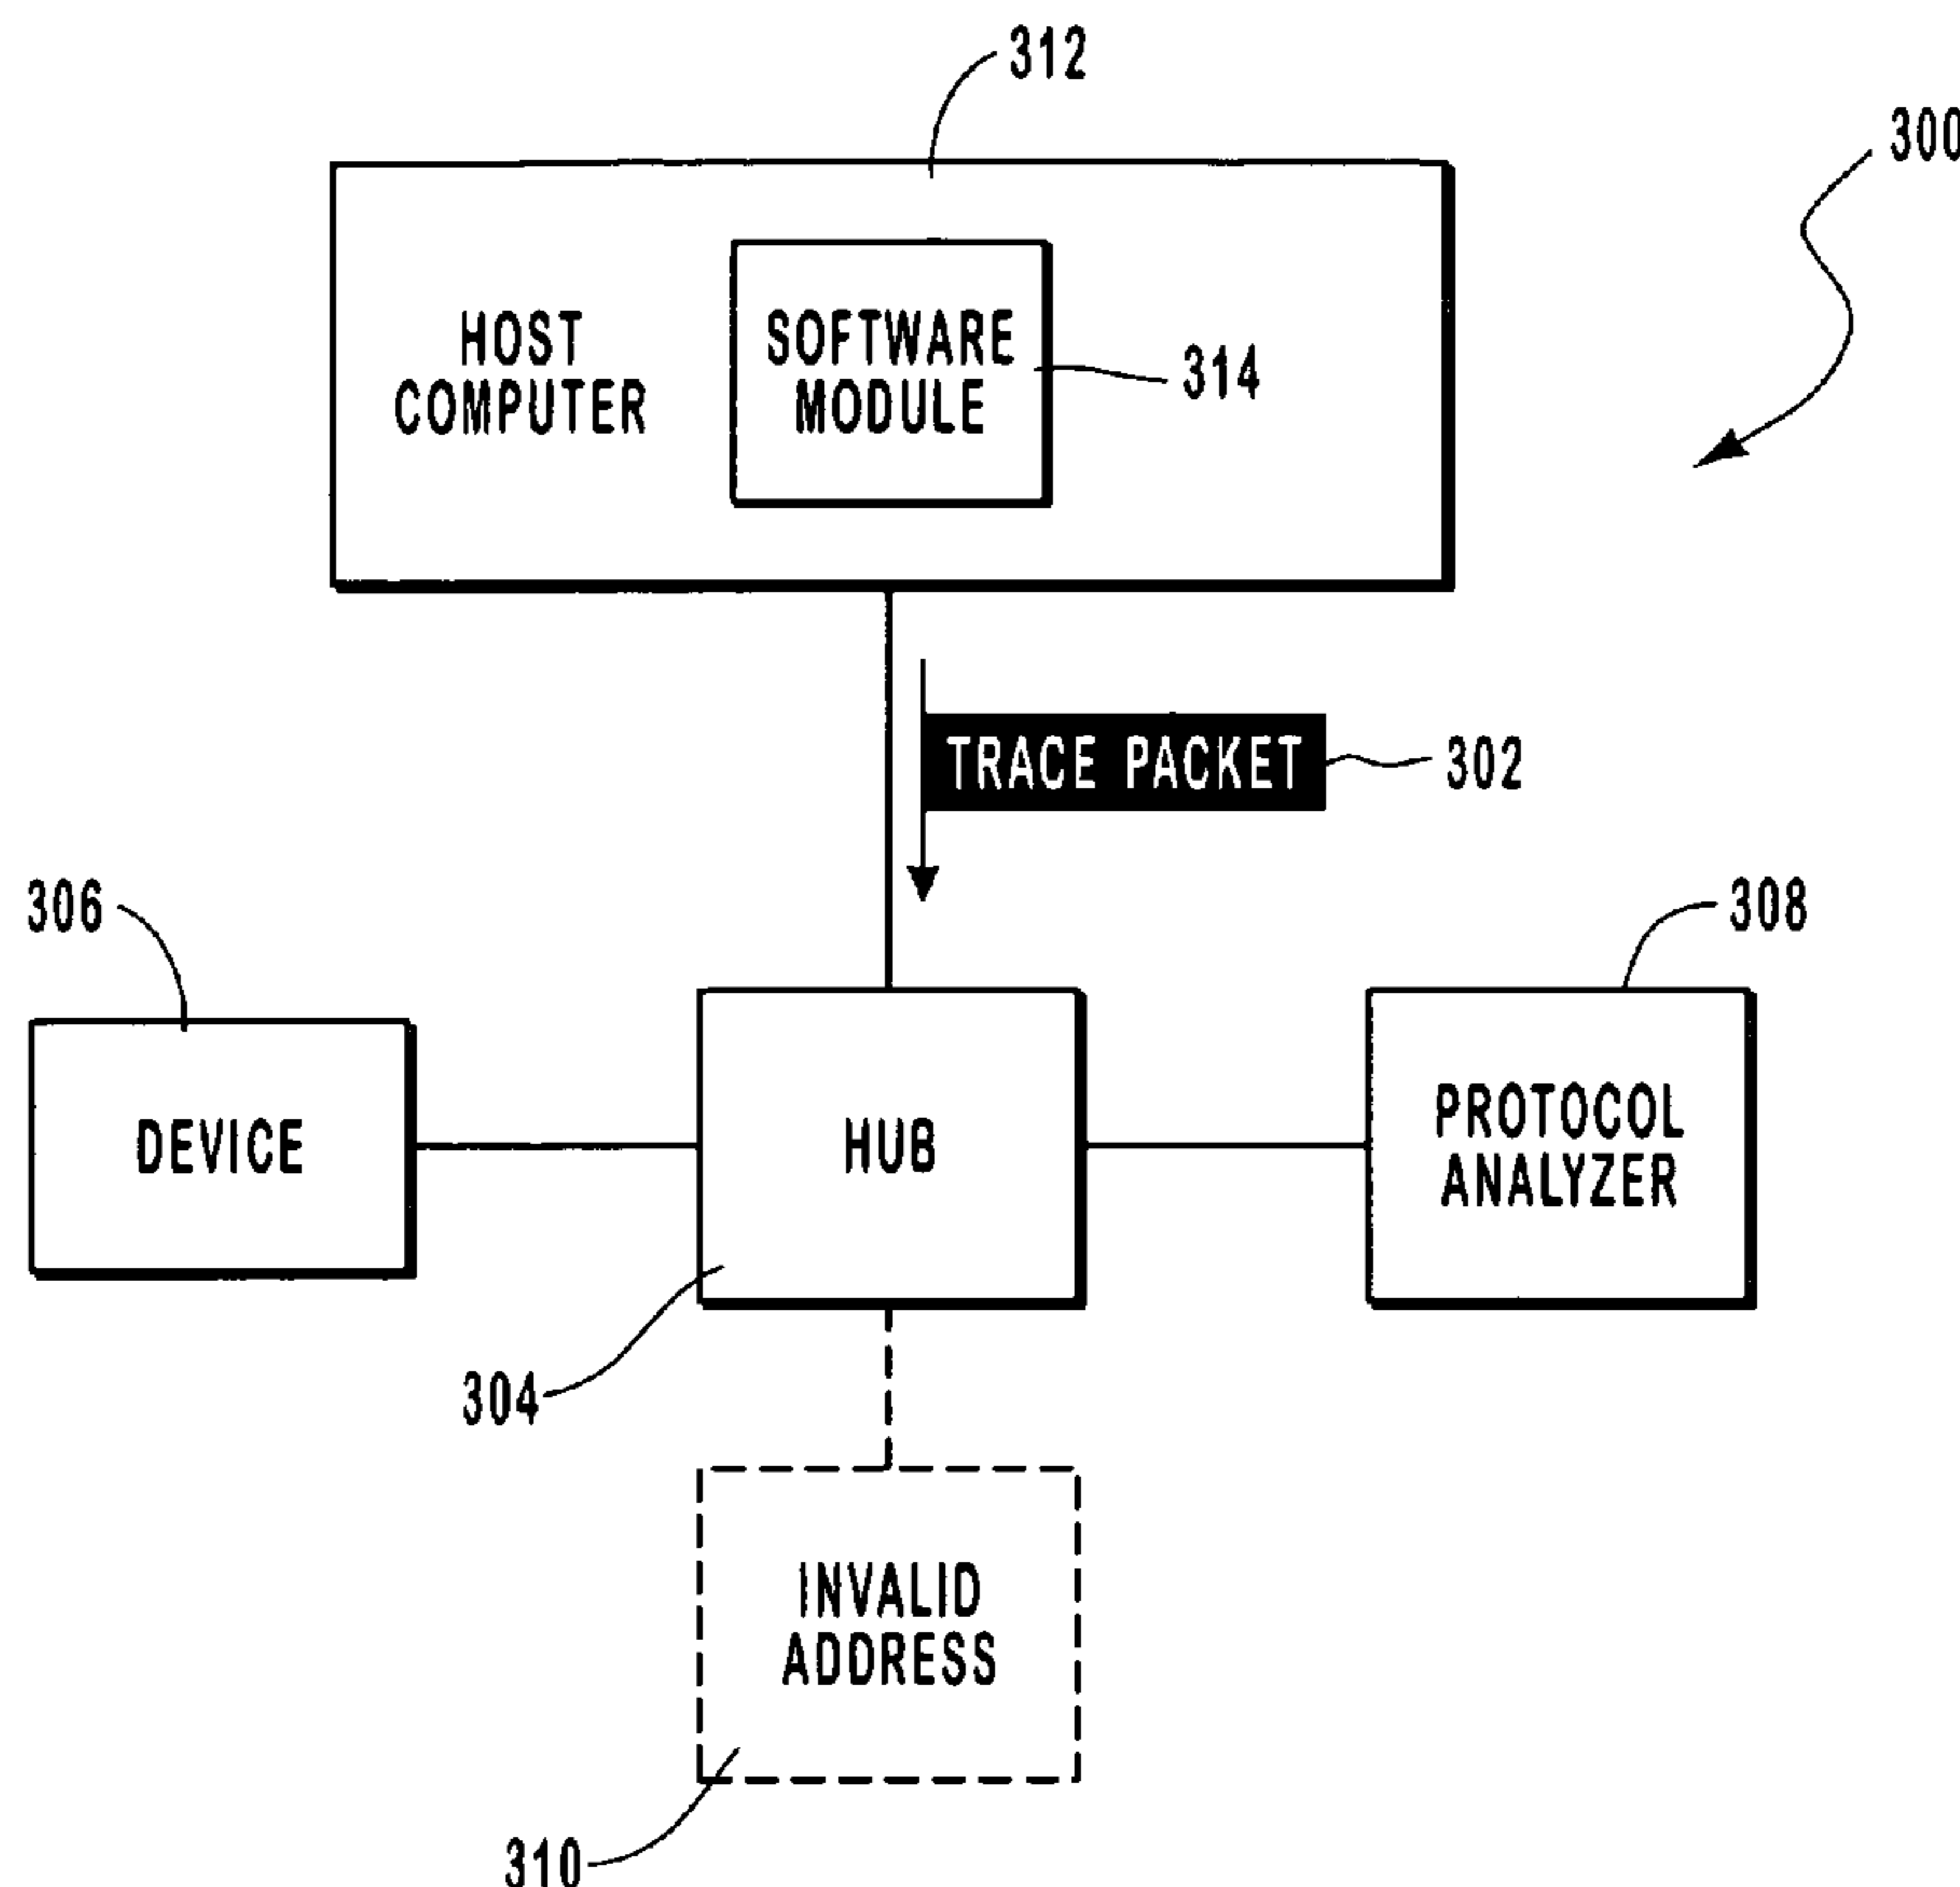 312
300
HOST
COMPUTER
SOFTWARE
MODULE
314
TRACE PACKET
302
306
308
DEVICE
HUB
PROTOCOL
ANALYZER
304
INVALID
ADDRESS
310